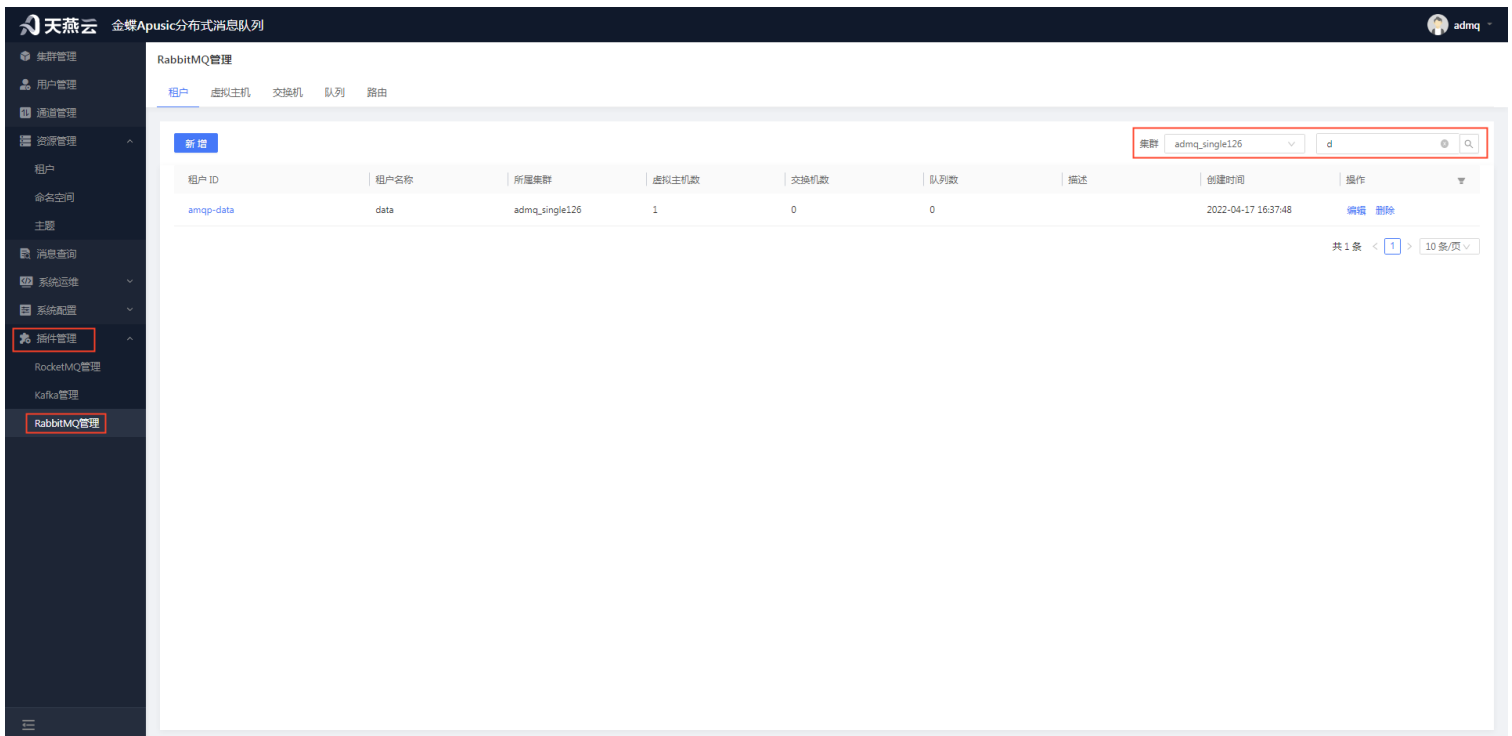 天燕云 金蝶Apusic分布式消息队列 admq
集群管理
用户管理
通道管理
资源管理
租户
命名空间
主题
消息查询
系统运维
系统配置
插件管理
RocketMQ管理
Kafka管理
RabbitMQ管理
RabbitMQ管理
租户 虚拟主机 交换机 队列 路由
新增 集群 admq_single126 d
租户 ID 租户名称 所属集群 虚拟主机数 交换机数 队列数 描述 创建时间 操作
amqp-data data admq_single126 1 0 0 2022-04-17 16:37:48 编辑 删除
共 1 条 < 1 > 10 条/页